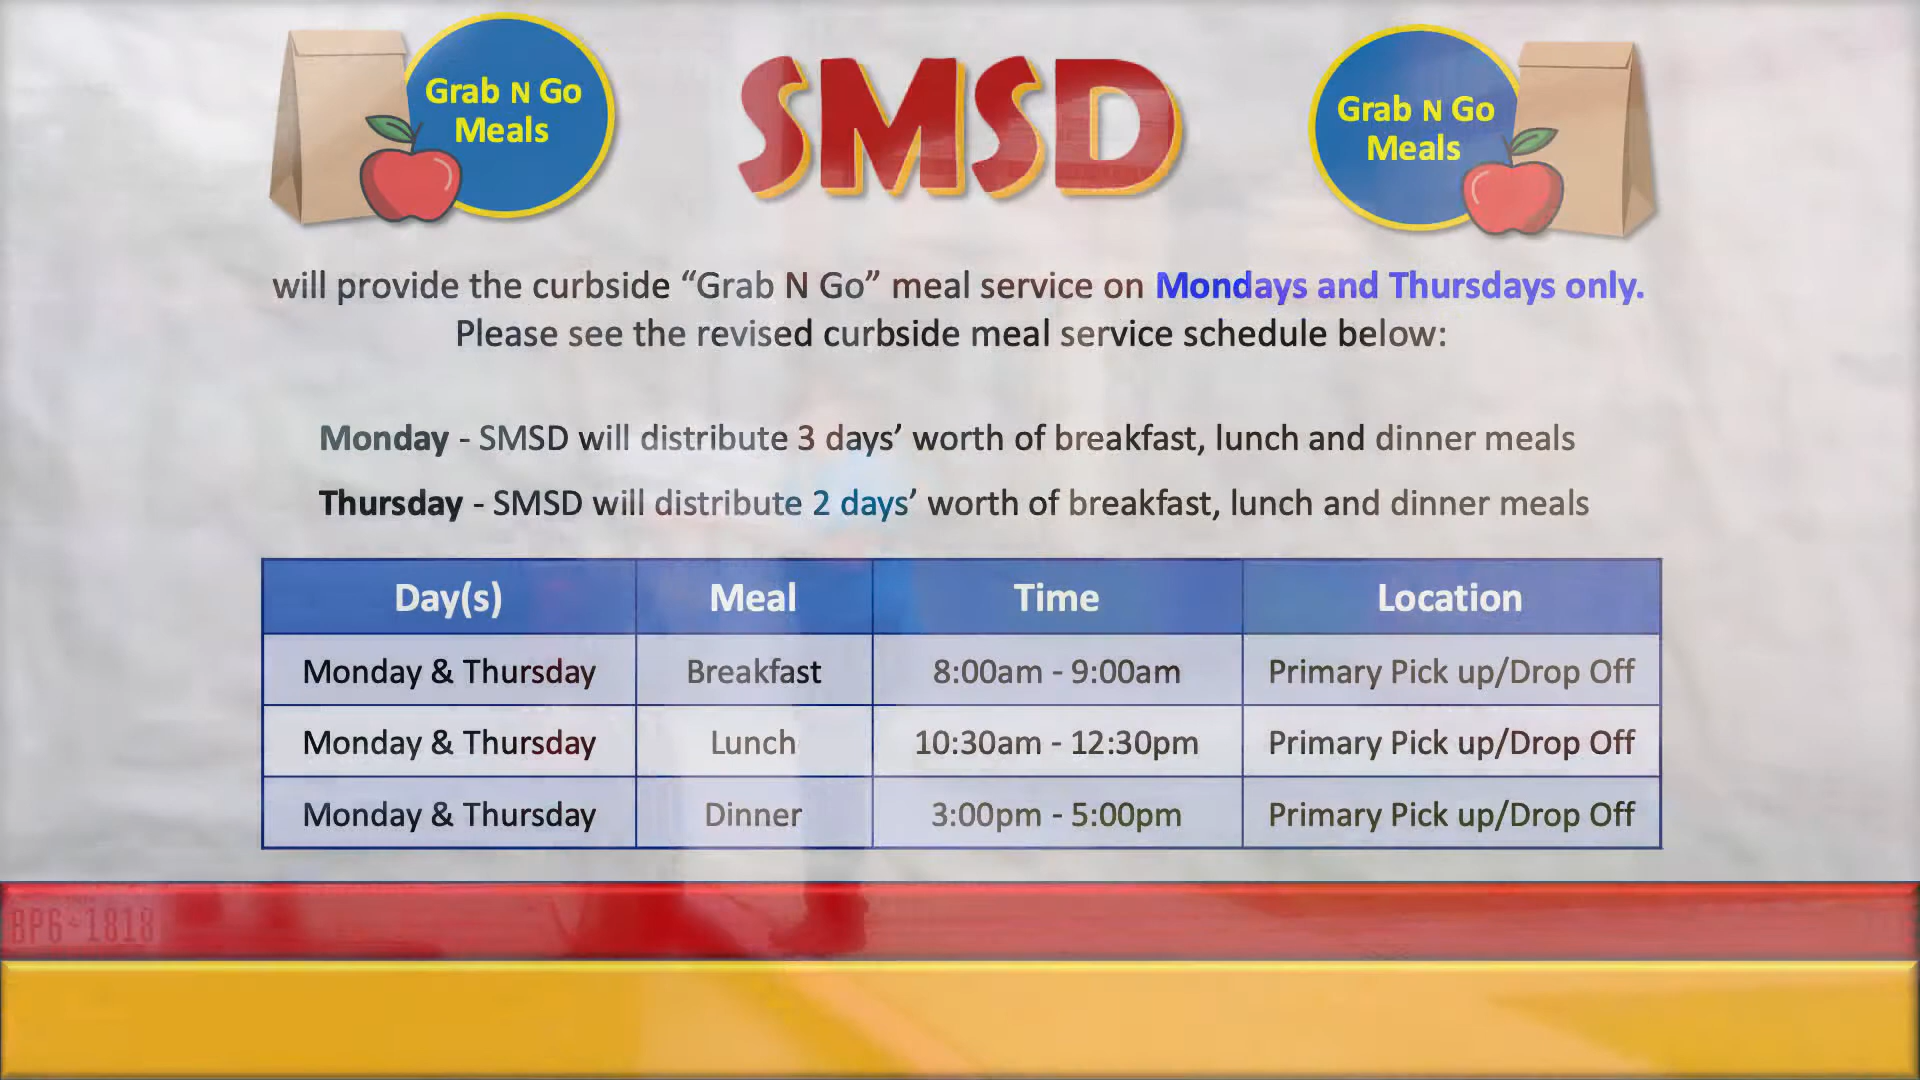 Grab N Go
Meals
SMSD
Grab N Go
Meals
will provide the curbside “Grab N Go” meal service on Mondays and Thursdays only.
Please see the revised curbside meal service schedule below:
Monday - SMSD will distribute 3 days’ worth of breakfast, lunch and dinner meals
Thursday - SMSD will distribute 2 days’ worth of breakfast, lunch and dinner meals
Day(s) Meal Time Location
Monday & Thursday Breakfast 8:00am - 9:00am Primary Pick up/Drop Off
Monday & Thursday Lunch 10:30am - 12:30pm Primary Pick up/Drop Off
Monday & Thursday Dinner 3:00pm - 5:00pm Primary Pick up/Drop Off
BP6-1818